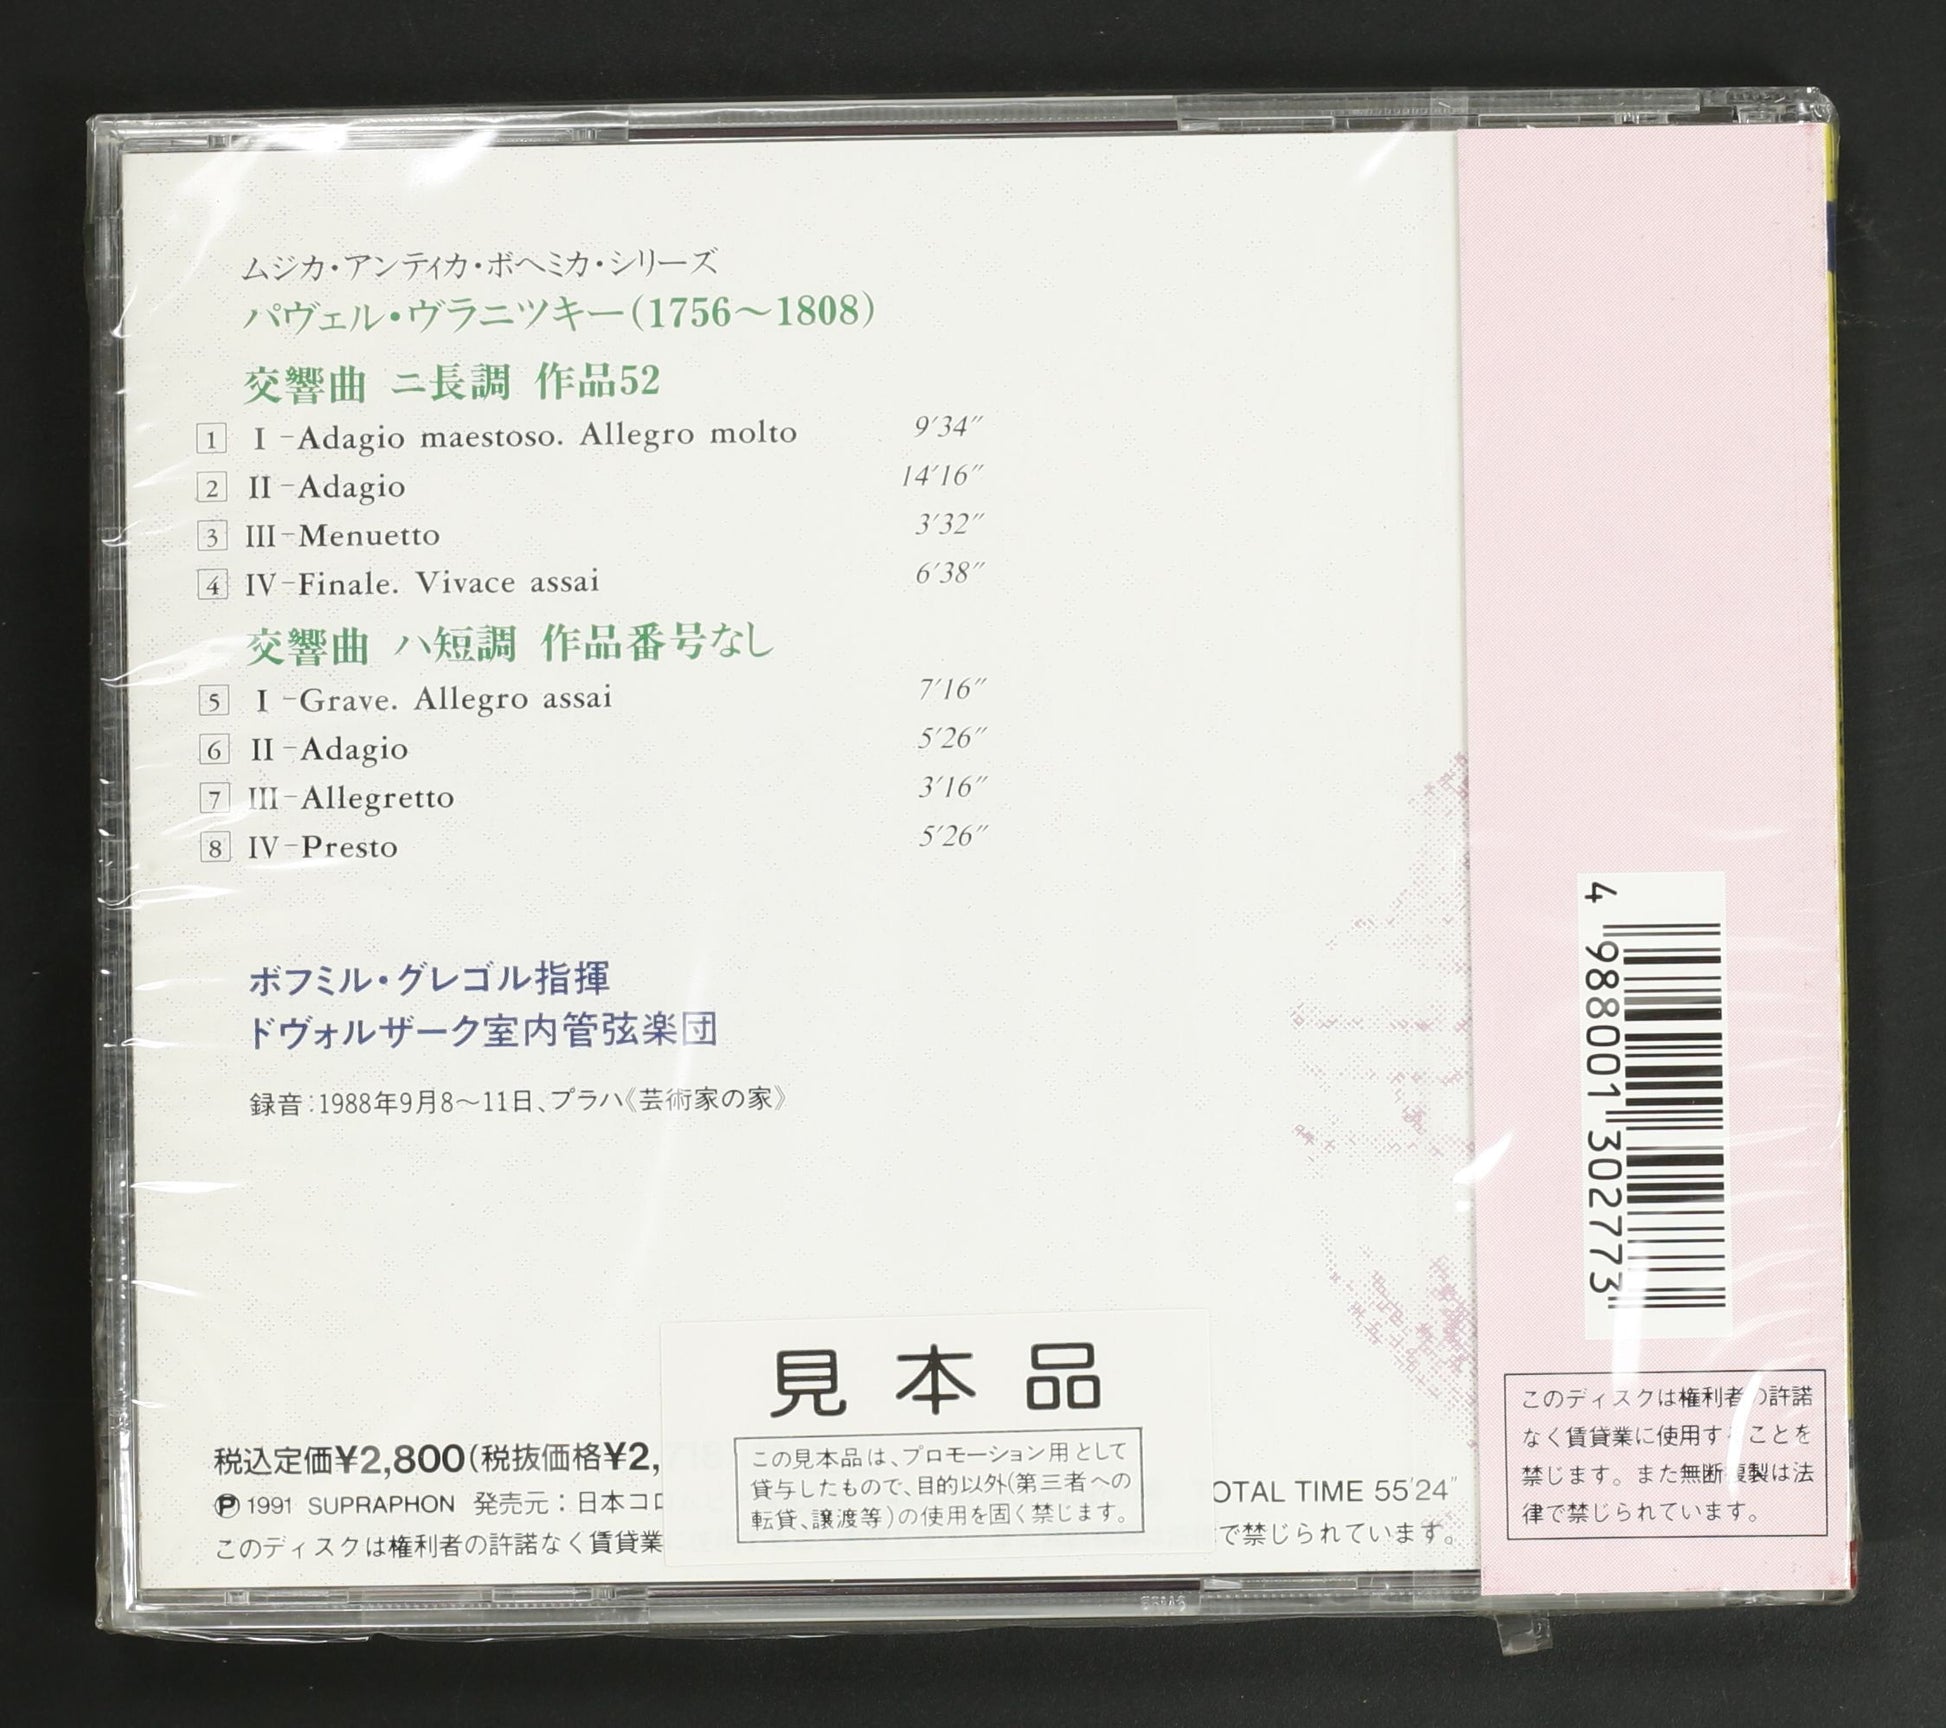 ムジカ・アンティカ・ボヘミカ・シリーズ
パヴェル・ヴラニツキー(1756〜1808)
交響曲 ニ長調 作品52
1 I -Adagio maestoso. Allegro molto 9′34″
2 II -Adagio 14′16″
3 III -Menuetto 3′32″
4 IV -Finale. Vivace assai 6′38″
交響曲 ハ短調 作品番号なし
5 I -Grave. Allegro assai 7′16″
6 II -Adagio 5′26″
7 III -Allegretto 3′16″
8 IV -Presto 5′26″
ボフミル・グレゴル指揮
ドヴォルザーク室内管弦楽団
録音:1988年9月8〜11日、プラハ《芸術家の家》
税込定価¥2,800(税抜価格¥2,718
Ⓟ 1991 SUPRAPHON 発売元:日本コロ
OTAL TIME 55′24″
このディスクは権利者の許諾なく賃貸業
で禁じられています。
見本品
この見本品は、プロモーション用として
貸与したもので、目的以外(第三者への
転貸、譲渡等)の使用を固く禁じます。
4 988001 302773
このディスクは権利者の許諾
なく賃貸業に使用することを
禁じます。また無断複製は法
律で禁じられています。